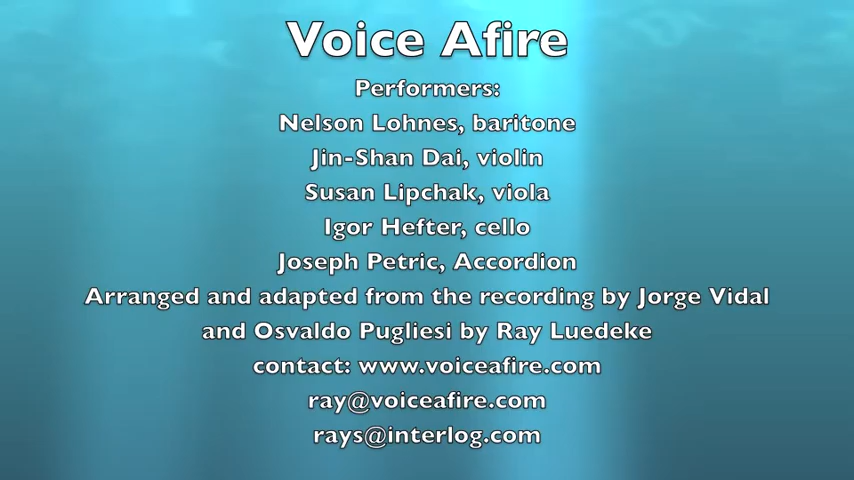 Voice Afire
Performers:
Nelson Lohnes, baritone
Jin-Shan Dai, violin
Susan Lipchak, viola
Igor Hefter, cello
Joseph Petric, Accordion
Arranged and adapted from the recording by Jorge Vidal
and Osvaldo Pugliesi by Ray Luedeke
contact: www.voiceafire.com
ray@voiceafire.com
rays@interlog.com